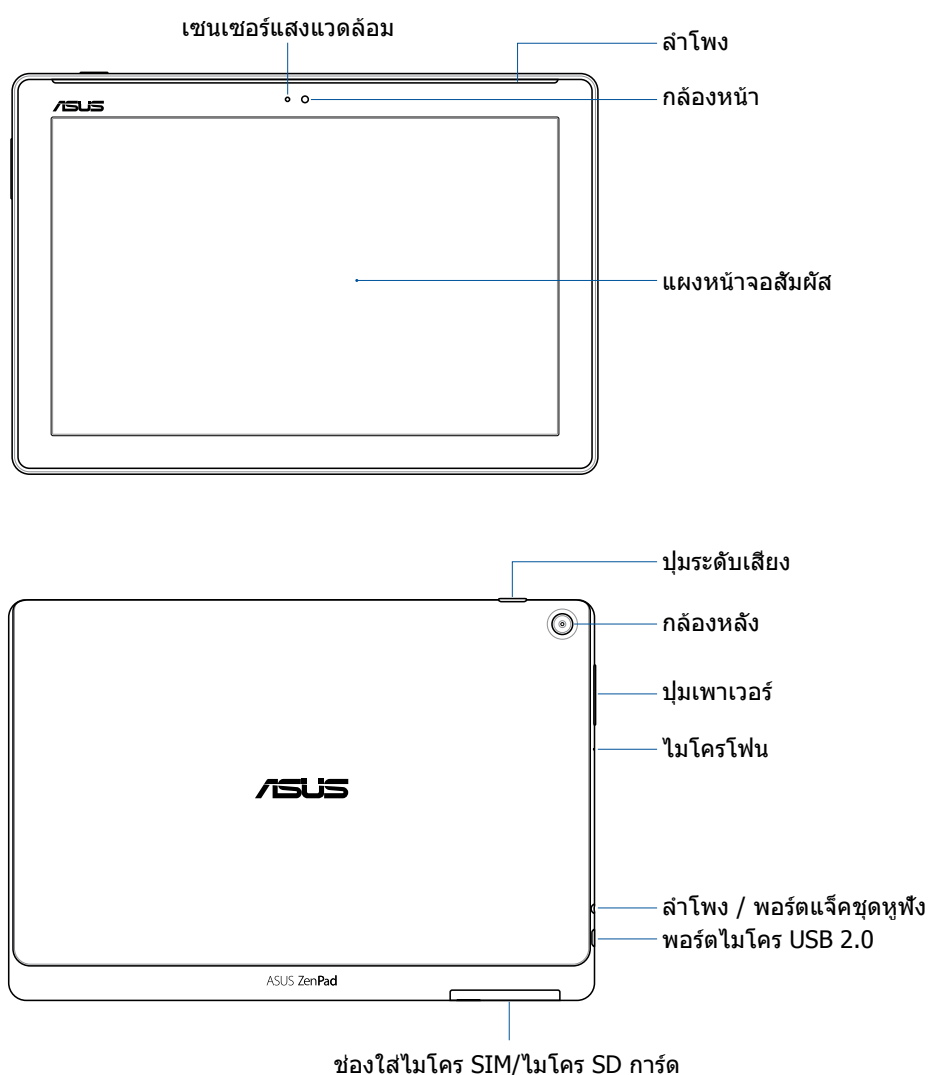 เซนเซอร์แสงแวดล้อม
ลำโพง
กล้องหน้า
ASUS
แผงหน้าจอสัมผัส
ปุ่มระดับเสียง
กล้องหลัง
ปุ่มเพาเวอร์
ไมโครโฟน
ASUS
ลำโพง / พอร์ตแจ็คชุดหูฟัง
พอร์ตไมโคร USB 2.0
ASUS ZenPad
ช่องใส่ไมโคร SIM/ไมโคร SD การ์ด